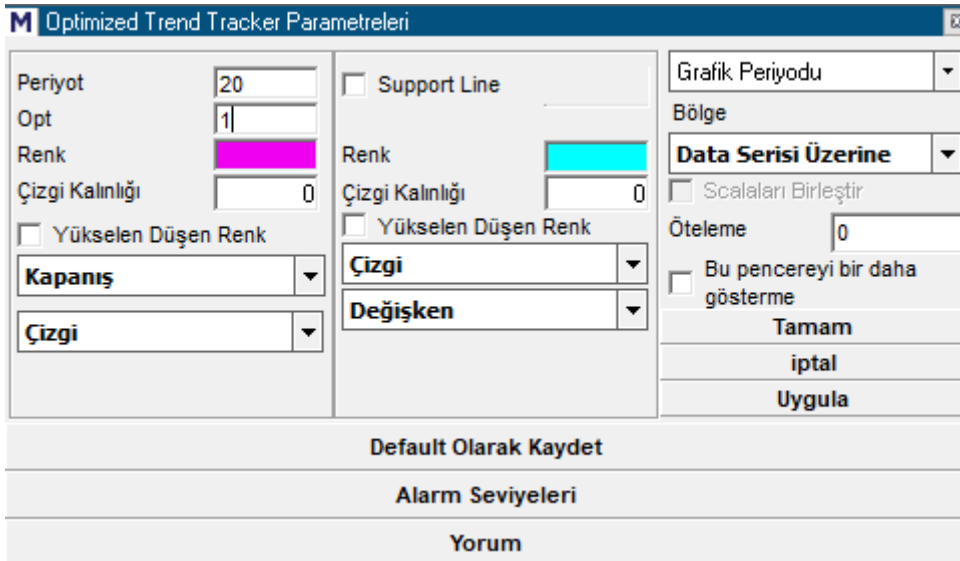 M Optimized Trend Tracker Parametreleri
Periyot 20
Opt 1
Renk
Çizgi Kalınlığı 0
Yükselen Düşen Renk
Kapanış
Çizgi
Support Line
Renk
Çizgi Kalınlığı 0
Yükselen Düşen Renk
Çizgi
Değişken
Grafik Periyodu
Bölge
Data Serisi Üzerine
Scalaları Birleştir
Öteleme 0
Bu pencereyi bir daha
gösterme
Tamam
iptal
Uygula
Default Olarak Kaydet
Alarm Seviyeleri
Yorum